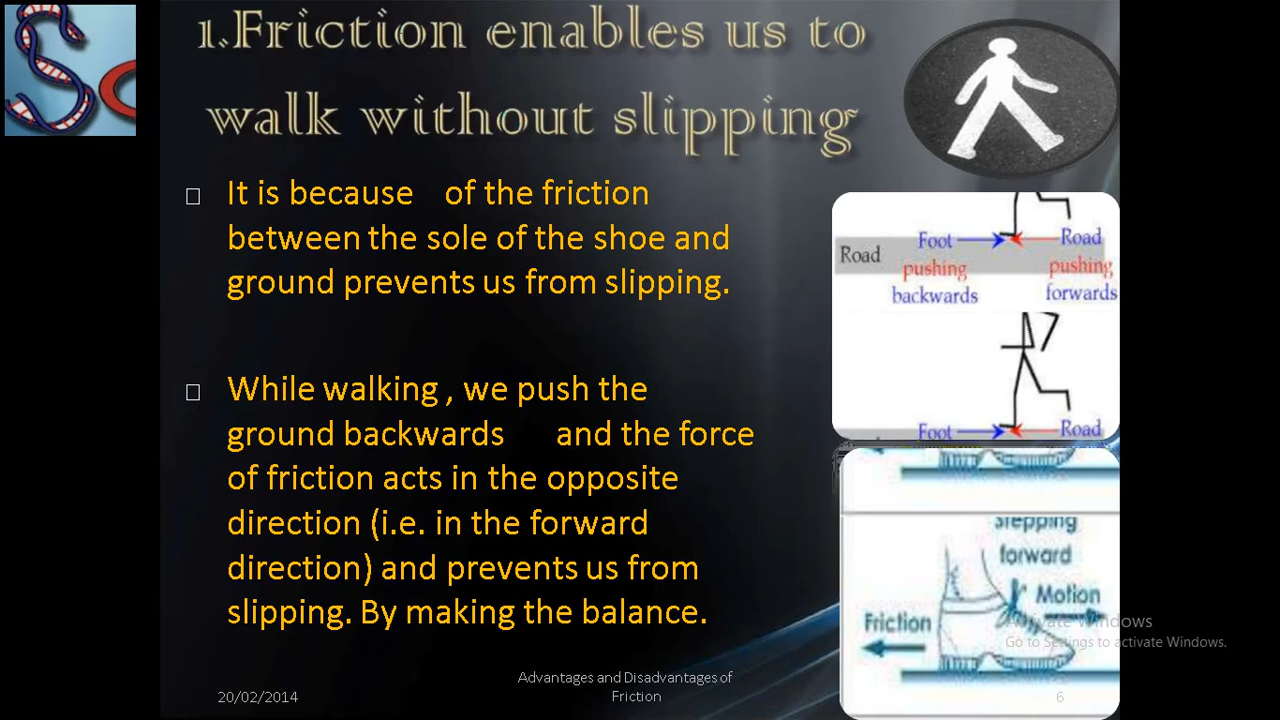 1.Friction enables us to
walk without slipping
It is because of the friction
between the sole of the shoe and
ground prevents us from slipping.
While walking , we push the
ground backwards and the force
of friction acts in the opposite
direction (i.e. in the forward
direction) and prevents us from
slipping. By making the balance.
Road
Foot
pushing
backwards
Road
pushing
forwards
Foot
Road
Stepping
forward
Motion
Friction
Activate Windows
Go to Settings to activate Windows.
20/02/2014
Advantages and Disadvantages of
Friction
6